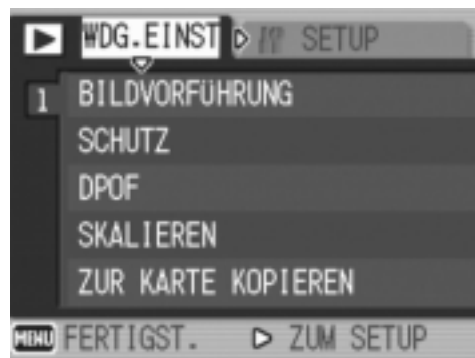 WDG.EINST SETUP
1 BILDVORFÜHRUNG
SCHUTZ
DPOF
SKALIEREN
ZUR KARTE KOPIEREN
MENU FERTIGST. ZUM SETUP